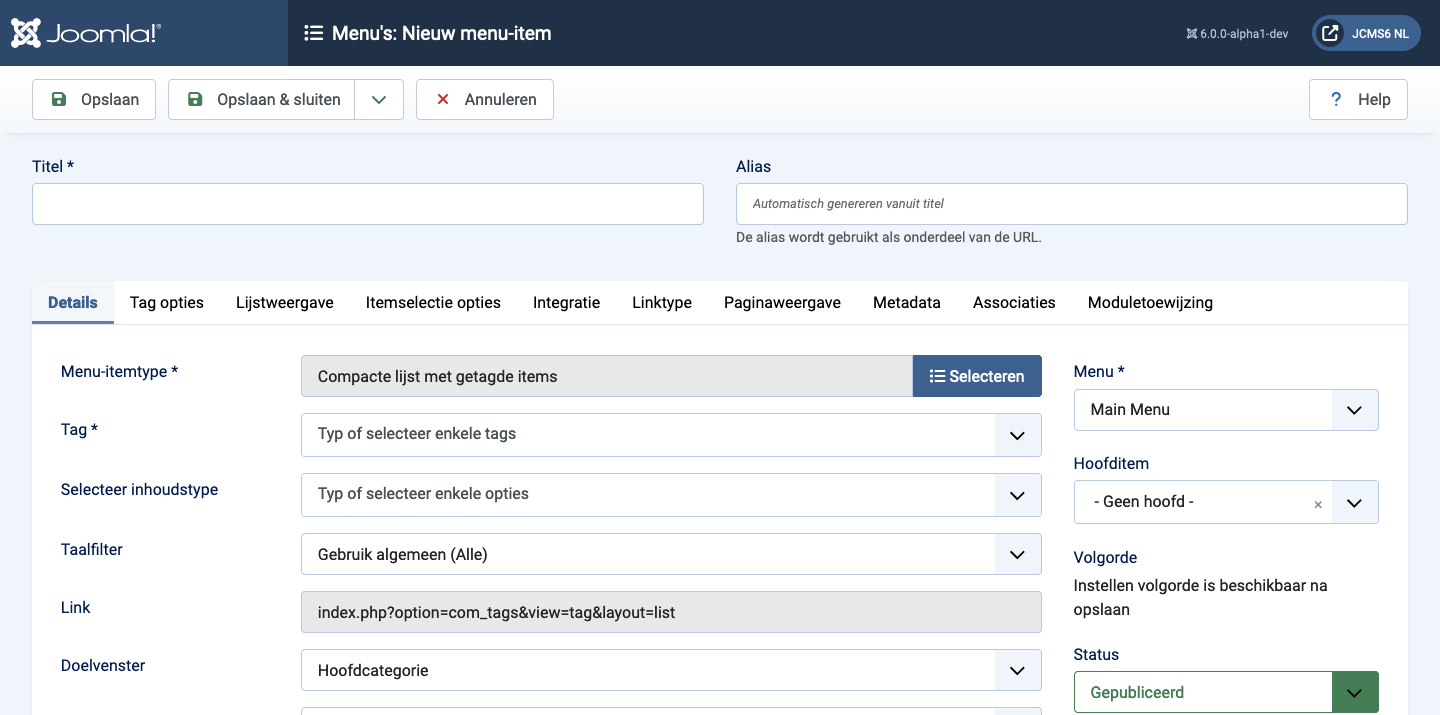 Joomla!®
Menu's: Nieuw menu-item
6.0.0-alpha1-dev
JCMS6 NL
Opslaan
Opslaan & sluiten
Annuleren
? Help
Titel *
Alias
Automatisch genereren vanuit titel
De alias wordt gebruikt als onderdeel van de URL.
Details Tag opties Lijstweergave Itemselectie opties Integratie Linktype Paginaweergave Metadata Associaties Moduletoewijzing
Menu-itemtype *
Compacte lijst met getagde items
Selecteren
Tag *
Typ of selecteer enkele tags
Selecteer inhoudstype
Typ of selecteer enkele opties
Taalfilter
Gebruik algemeen (Alle)
Link
index.php?option=com_tags&view=tag&layout=list
Doelvenster
Hoofdcategorie
Menu *
Main Menu
Hoofditem
- Geen hoofd -
Volgorde
Instellen volgorde is beschikbaar na
opslaan
Status
Gepubliceerd